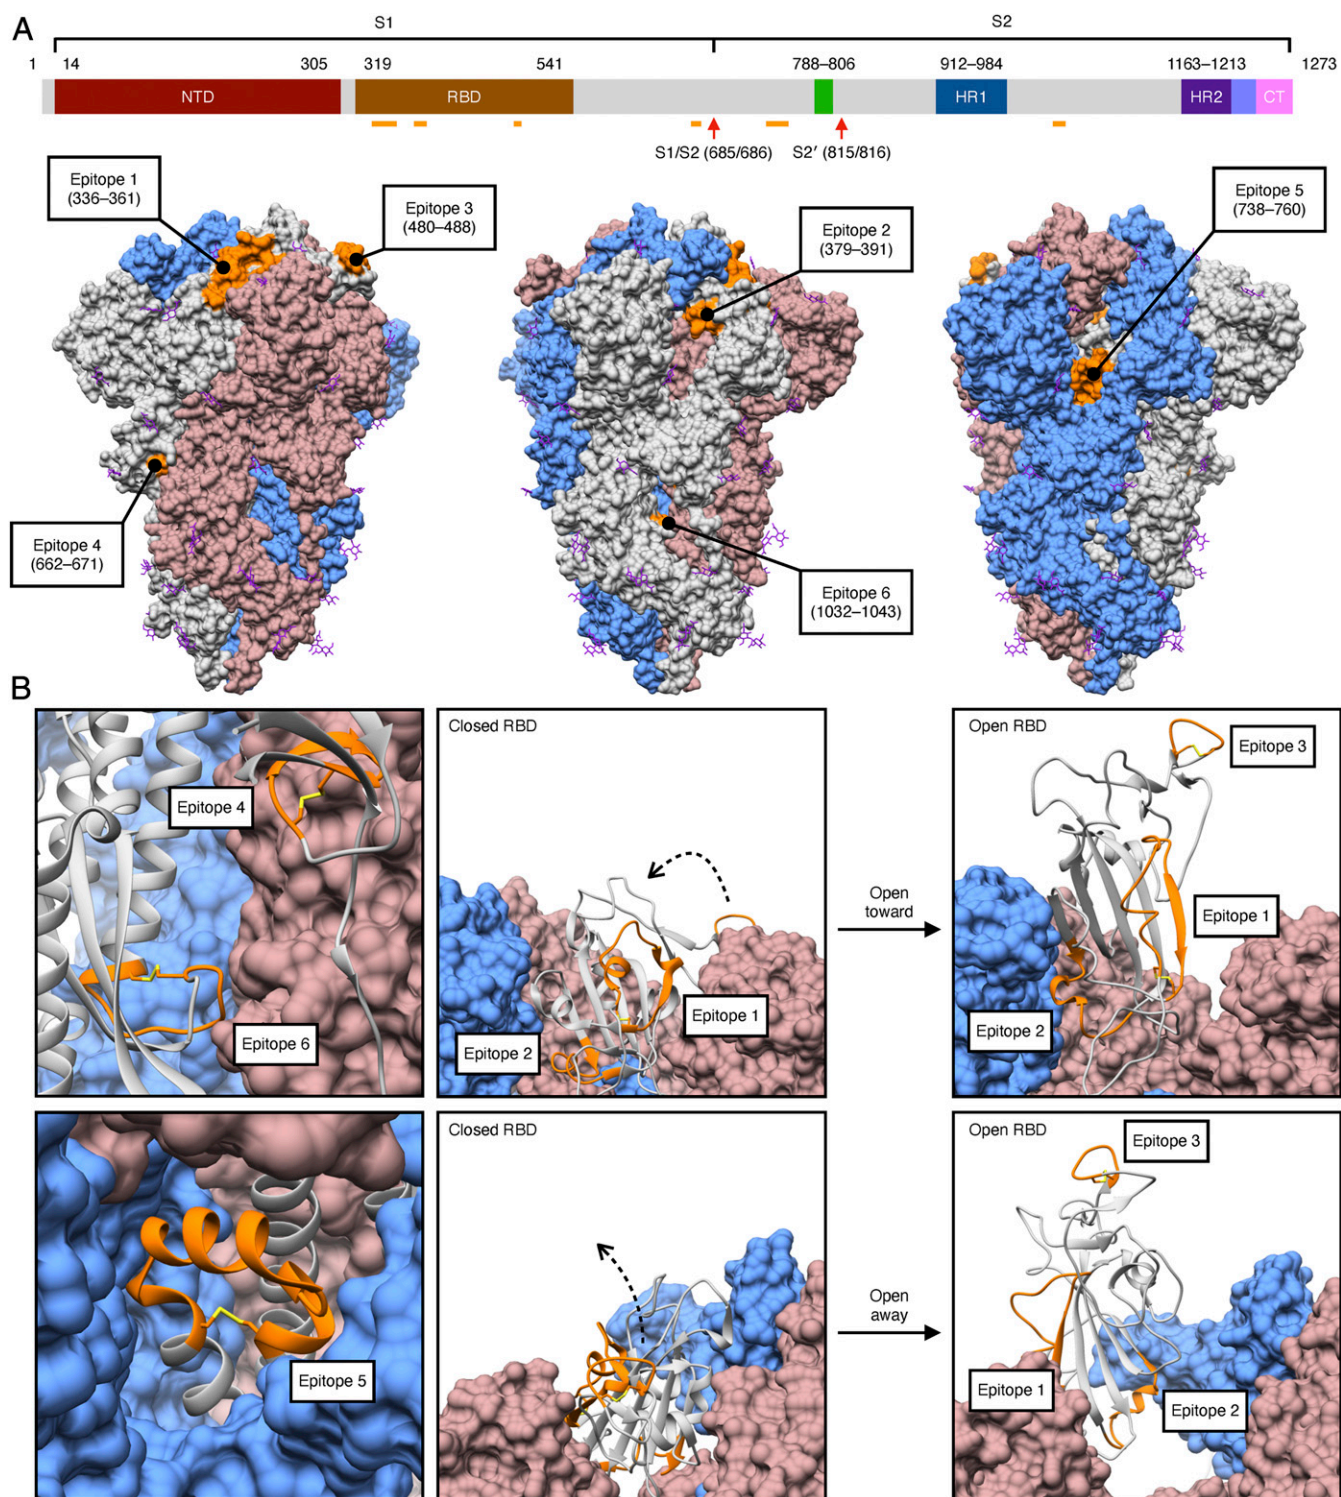 A
S1
S2
1
14
305
319
541
788–806
912–984
1163–1213
1273
NTD
RBD
HR1
HR2
CT
S1/S2 (685/686)
S2′ (815/816)
Epitope 1
(336–361)
Epitope 3
(480–488)
Epitope 2
(379–391)
Epitope 5
(738–760)
Epitope 4
(662–671)
Epitope 6
(1032–1043)
B
Epitope 4
Epitope 6
Closed RBD
Epitope 1
Epitope 2
Open
toward
Open RBD
Epitope 3
Epitope 1
Epitope 2
Epitope 5
Closed RBD
Open
away
Open RBD
Epitope 3
Epitope 1
Epitope 2